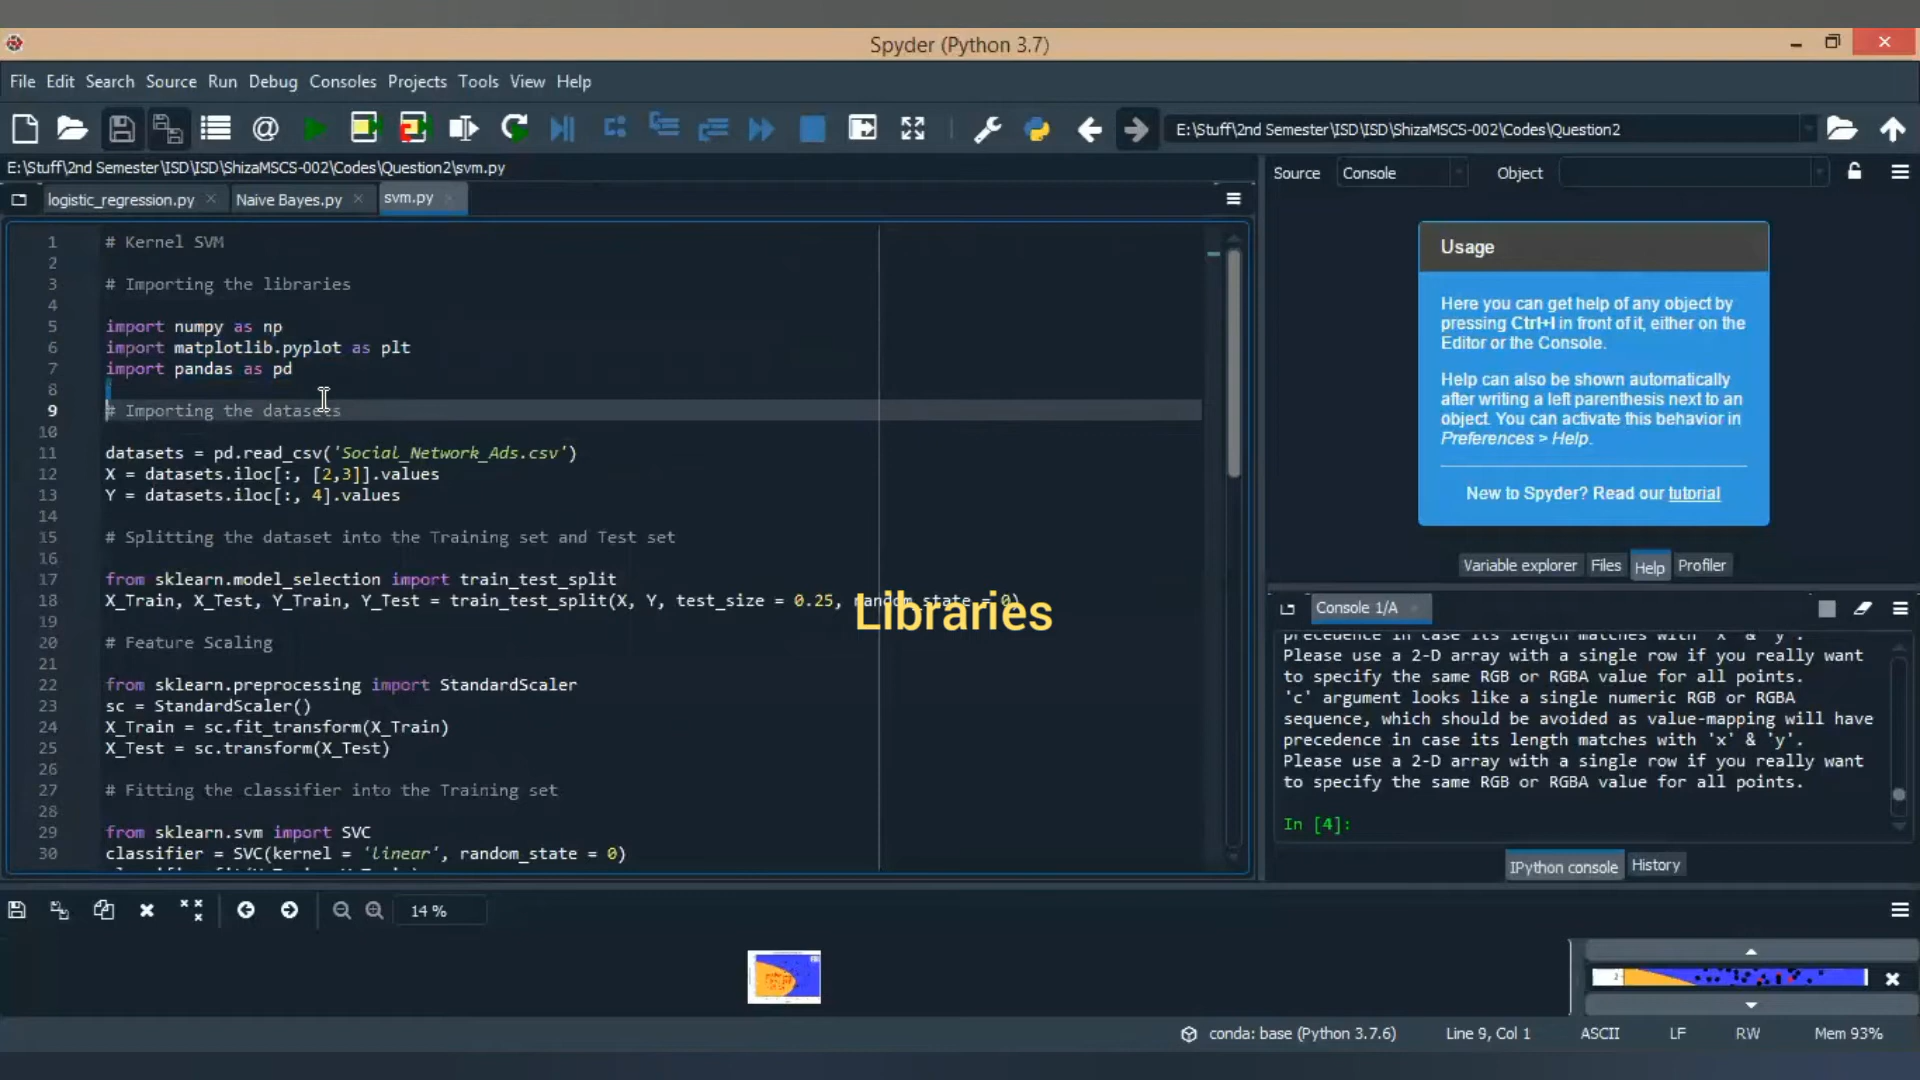 Spyder (Python 3.7)
File Edit Search Source Run Debug Consoles Projects Tools View Help
E:\Stuff\2nd Semester\ISD\ISD\ShizaMSCS-002\Codes\Question2
E:\Stuff\2nd Semester\ISD\ISD\ShizaMSCS-002\Codes\Question2\svm.py
logistic_regression.py Naive Bayes.py svm.py
1 # Kernel SVM
2
3 # Importing the libraries
4
5 import numpy as np
6 import matplotlib.pyplot as plt
7 import pandas as pd
8
9 # Importing the datasets
10
11 datasets = pd.read_csv('Social_Network_Ads.csv')
12 X = datasets.iloc[:, [2,3]].values
13 Y = datasets.iloc[:, 4].values
14
15 # Splitting the dataset into the Training set and Test set
16
17 from sklearn.model_selection import train_test_split
18 X_Train, X_Test, Y_Train, Y_Test = train_test_split(X, Y, test_size = 0.25, random_state = 0)
19
20 # Feature Scaling
21
22 from sklearn.preprocessing import StandardScaler
23 sc = StandardScaler()
24 X_Train = sc.fit_transform(X_Train)
25 X_Test = sc.transform(X_Test)
26
27 # Fitting the classifier into the Training set
28
29 from sklearn.svm import SVC
30 classifier = SVC(kernel = 'linear', random_state = 0)
Libraries
Source Console Object
Usage
Here you can get help of any object by
pressing Ctrl+I in front of it, either on the
Editor or the Console.
Help can also be shown automatically
after writing a left parenthesis next to an
object. You can activate this behavior in
Preferences > Help.
New to Spyder? Read our tutorial
Variable explorer Files Help Profiler
Console 1/A
precedence in case its length matches with 'x' & 'y'.
Please use a 2-D array with a single row if you really want
to specify the same RGB or RGBA value for all points.
'c' argument looks like a single numeric RGB or RGBA
sequence, which should be avoided as value-mapping will have
precedence in case its length matches with 'x' & 'y'.
Please use a 2-D array with a single row if you really want
to specify the same RGB or RGBA value for all points.
In [4]:
IPython console History
14 %
conda: base (Python 3.7.6) Line 9, Col 1 ASCII LF RW Mem 93%